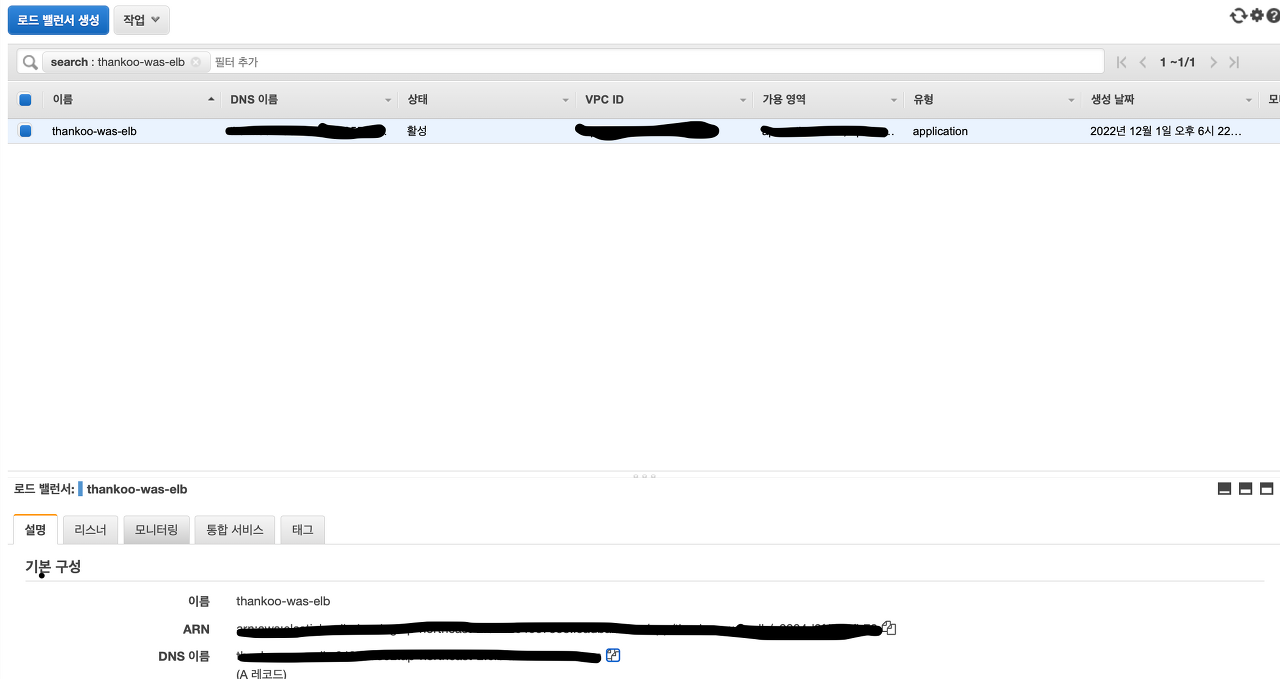 로드 밸런서 생성 작업
search : thankoo-was-elb 필터 추가 1 ~1/1
이름 DNS 이름 상태 VPC ID 가용 영역 유형 생성 날짜 모니
thankoo-was-elb 활성 application 2022년 12월 1일 오후 6시 22...
로드 밸런서: thankoo-was-elb
설명 리스너 모니터링 통합 서비스 태그
기본 구성
이름 thankoo-was-elb
ARN
DNS 이름
(A 레코드)